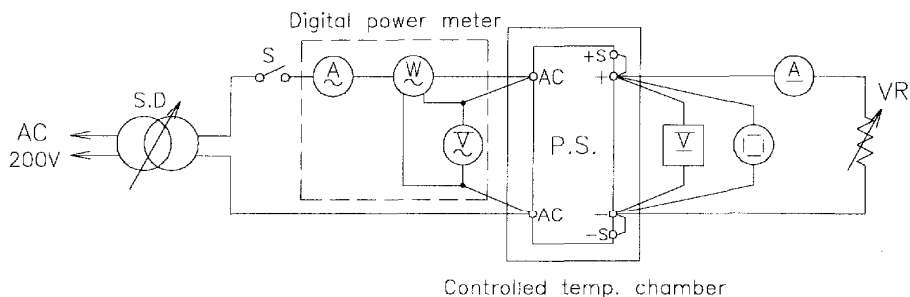 Digital power meter
S
A
W
V
S.D
AC
200V
AC
AC
P.S.
+S
+
-
-S
V
A
VR
Controlled temp. chamber